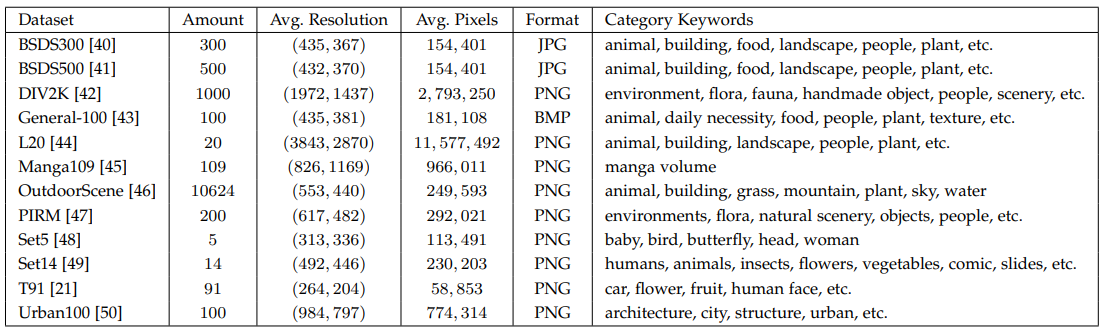 Dataset Amount Avg. Resolution Avg. Pixels Format Category Keywords
BSDS300 [40] 300 (435, 367) 154, 401 JPG animal, building, food, landscape, people, plant, etc.
BSDS500 [41] 500 (432, 370) 154, 401 JPG animal, building, food, landscape, people, plant, etc.
DIV2K [42] 1000 (1972, 1437) 2, 793, 250 PNG environment, flora, fauna, handmade object, people, scenery, etc.
General-100 [43] 100 (435, 381) 181, 108 BMP animal, daily necessity, food, people, plant, texture, etc.
L20 [44] 20 (3843, 2870) 11, 577, 492 PNG animal, building, landscape, people, plant, etc.
Manga109 [45] 109 (826, 1169) 966, 011 PNG manga volume
OutdoorScene [46] 10624 (553, 440) 249, 593 PNG animal, building, grass, mountain, plant, sky, water
PIRM [47] 200 (617, 482) 292, 021 PNG environments, flora, natural scenery, objects, people, etc.
Set5 [48] 5 (313, 336) 113, 491 PNG baby, bird, butterfly, head, woman
Set14 [49] 14 (492, 446) 230, 203 PNG humans, animals, insects, flowers, vegetables, comic, slides, etc.
T91 [21] 91 (264, 204) 58, 853 PNG car, flower, fruit, human face, etc.
Urban100 [50] 100 (984, 797) 774, 314 PNG architecture, city, structure, urban, etc.